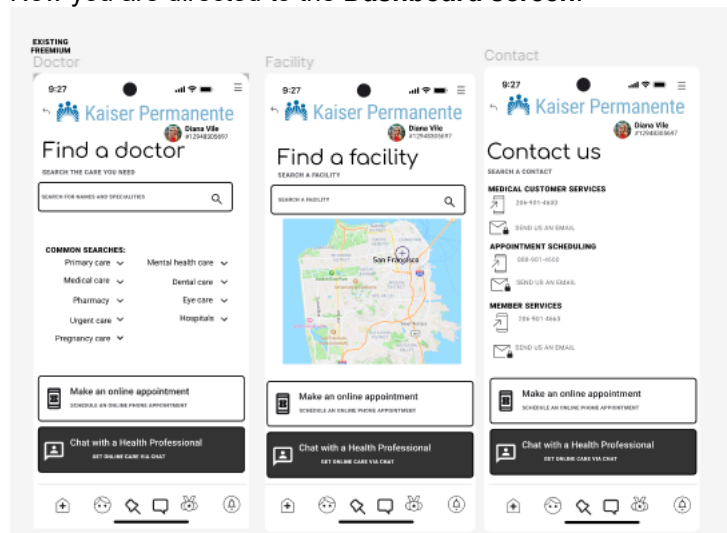 Now you are directed to the Dashboard screen.
EXISTING
FREEMIUM
Doctor
9:27
Kaiser Permanente
Diana Vile
#12948305697
Find a doctor
SEARCH THE CARE YOU NEED
SEARCH FOR NAMES AND SPECIALITIES
COMMON SEARCHES:
Primary care
Mental health care
Medical care
Dental care
Pharmacy
Eye care
Urgent care
Hospitals
Pregnancy care
Make an online appointment
SCHEDULE AN ONLINE PHONE APPOINTMENT
Chat with a Health Professional
GET ONLINE CARE VIA CHAT
Facility
9:27
Kaiser Permanente
Diana Vile
#12948305697
Find a facility
SEARCH A FACILITY
SEARCH A FACILITY
San Francisco
Make an online appointment
SCHEDULE AN ONLINE PHONE APPOINTMENT
Chat with a Health Professional
GET ONLINE CARE VIA CHAT
Contact
9:27
Kaiser Permanente
Diana Vile
#12948305697
Contact us
SEARCH A CONTACT
MEDICAL CUSTOMER SERVICES
206-901-4600
SEND US AN EMAIL
APPOINTMENT SCHEDULING
SEND US AN EMAIL
MEMBER SERVICES
SEND US AN EMAIL
Make an online appointment
SCHEDULE AN ONLINE PHONE APPOINTMENT
Chat with a Health Professional
GET ONLINE CARE VIA CHAT